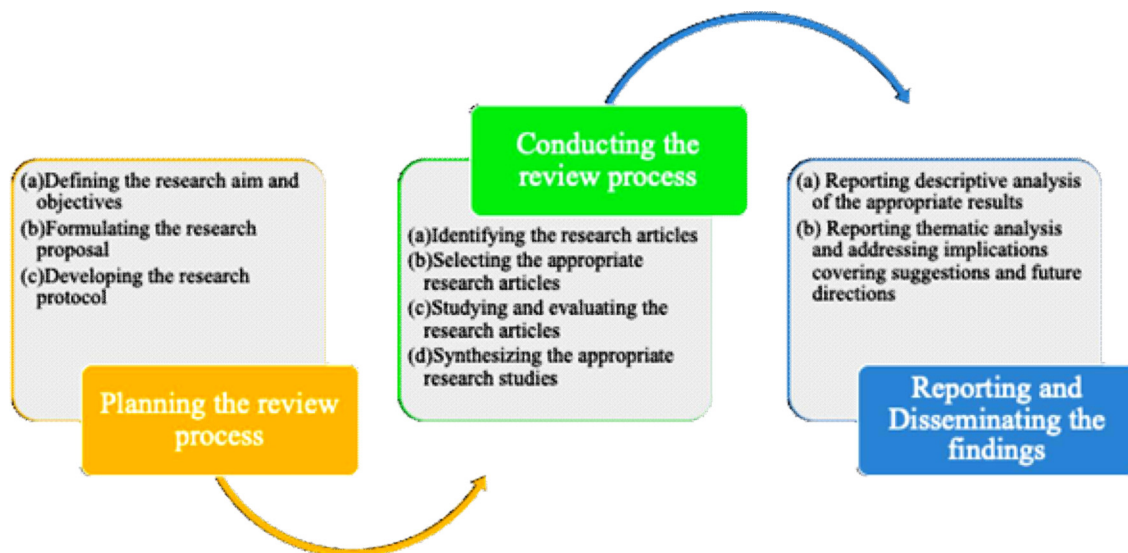 (a)Defining the research aim and
objectives
(b)Formulating the research
proposal
(c)Developing the research
protocol
Planning the review
process
Conducting the
review process
(a)Identifying the research articles
(b)Selecting the appropriate
research articles
(c)Studying and evaluating the
research articles
(d)Synthesizing the appropriate
research studies
(a) Reporting descriptive analysis
of the appropriate results
(b) Reporting thematic analysis
and addressing implications
covering suggestions and future
directions
Reporting and
Disseminating the
findings